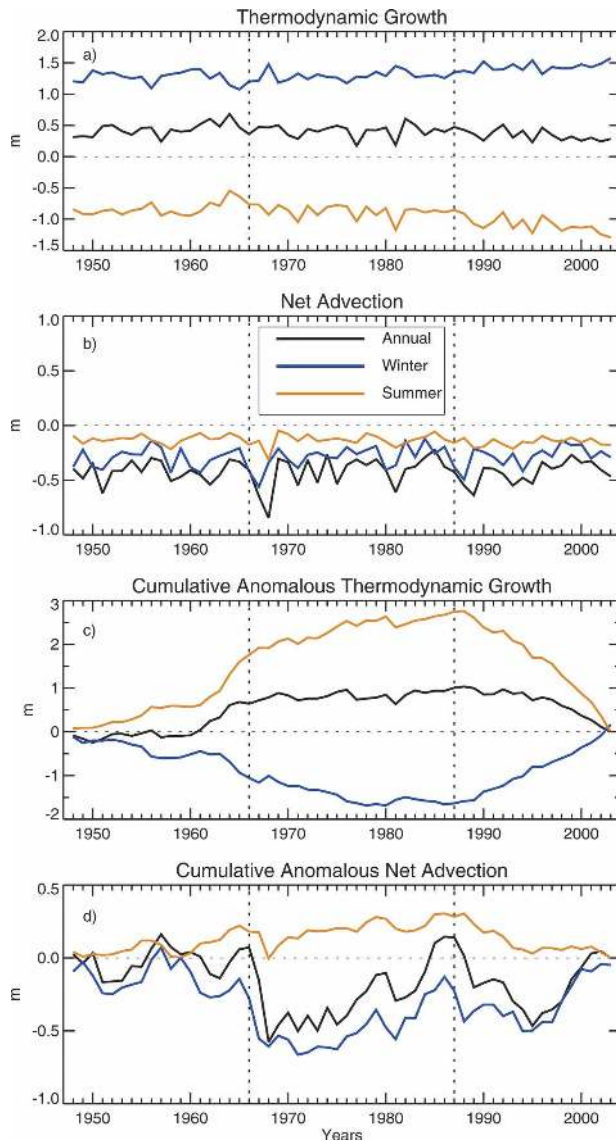 Thermodynamic Growth
a)
2.0
1.5
1.0
0.5
0.0
-0.5
-1.0
-1.5
m
1950 1960 1970 1980 1990 2000
Net Advection
b)
Annual
Winter
Summer
1.0
0.5
0.0
-0.5
-1.0
m
1950 1960 1970 1980 1990 2000
Cumulative Anomalous Thermodynamic Growth
c)
3
2
1
0
-1
-2
m
1950 1960 1970 1980 1990 2000
Cumulative Anomalous Net Advection
d)
0.5
0.0
-0.5
-1.0
m
1950 1960 1970 1980 1990 2000
Years